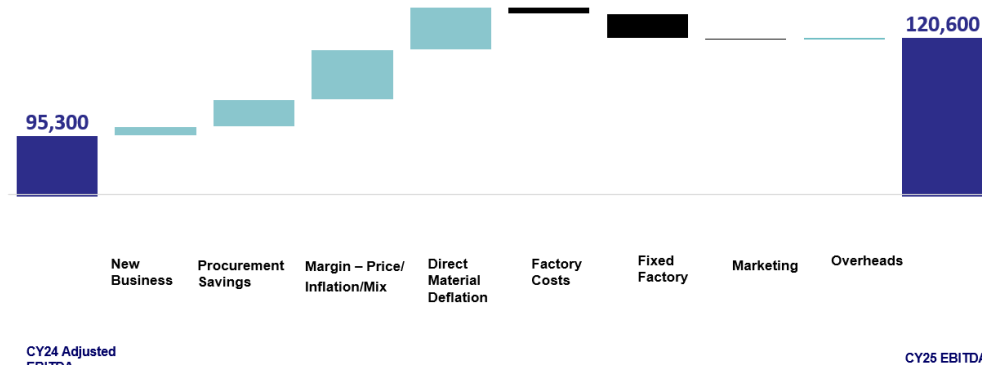 120,600
95,300
New
Business
Procurement
Savings
Margin – Price/
Inflation/Mix
Direct
Material
Deflation
Factory
Costs
Fixed
Factory
Marketing
Overheads
CY24 Adjusted
EBITDA
CY25 EBITDA